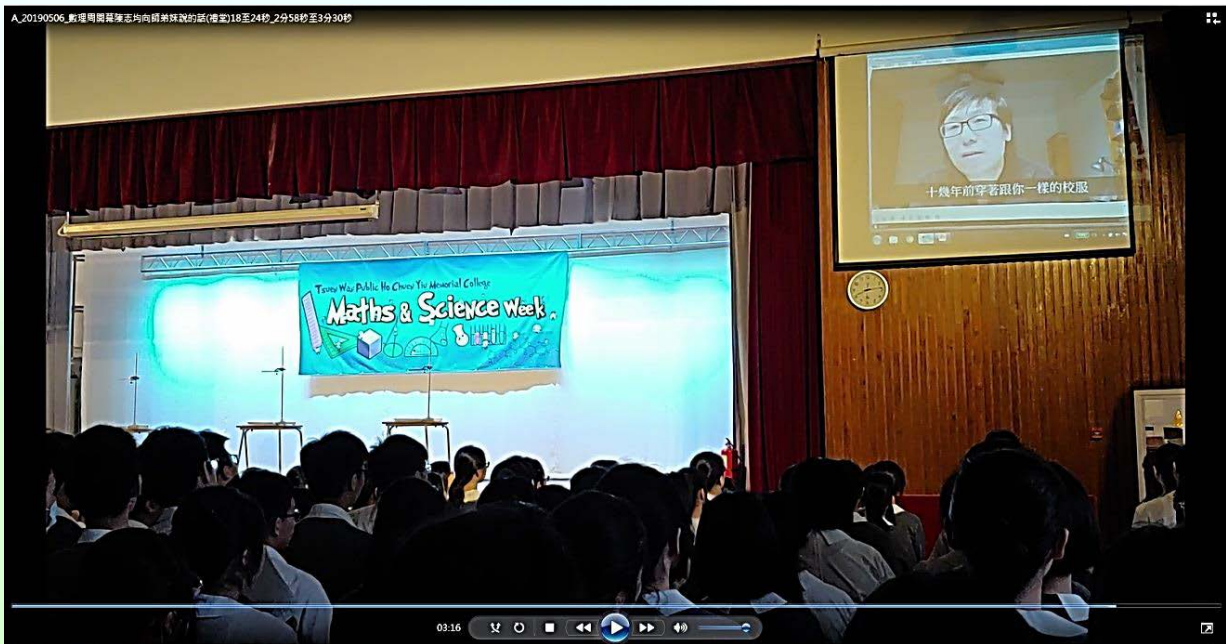 A_20190506_數理周開幕陳志均向師弟妹說的話(禮堂)18至24秒_2分58秒至3分30秒
十幾年前穿著跟你一樣的校服
Tsuen Wan Public Ho Chuen Yiu Memorial College
Maths & Science Week
03:16